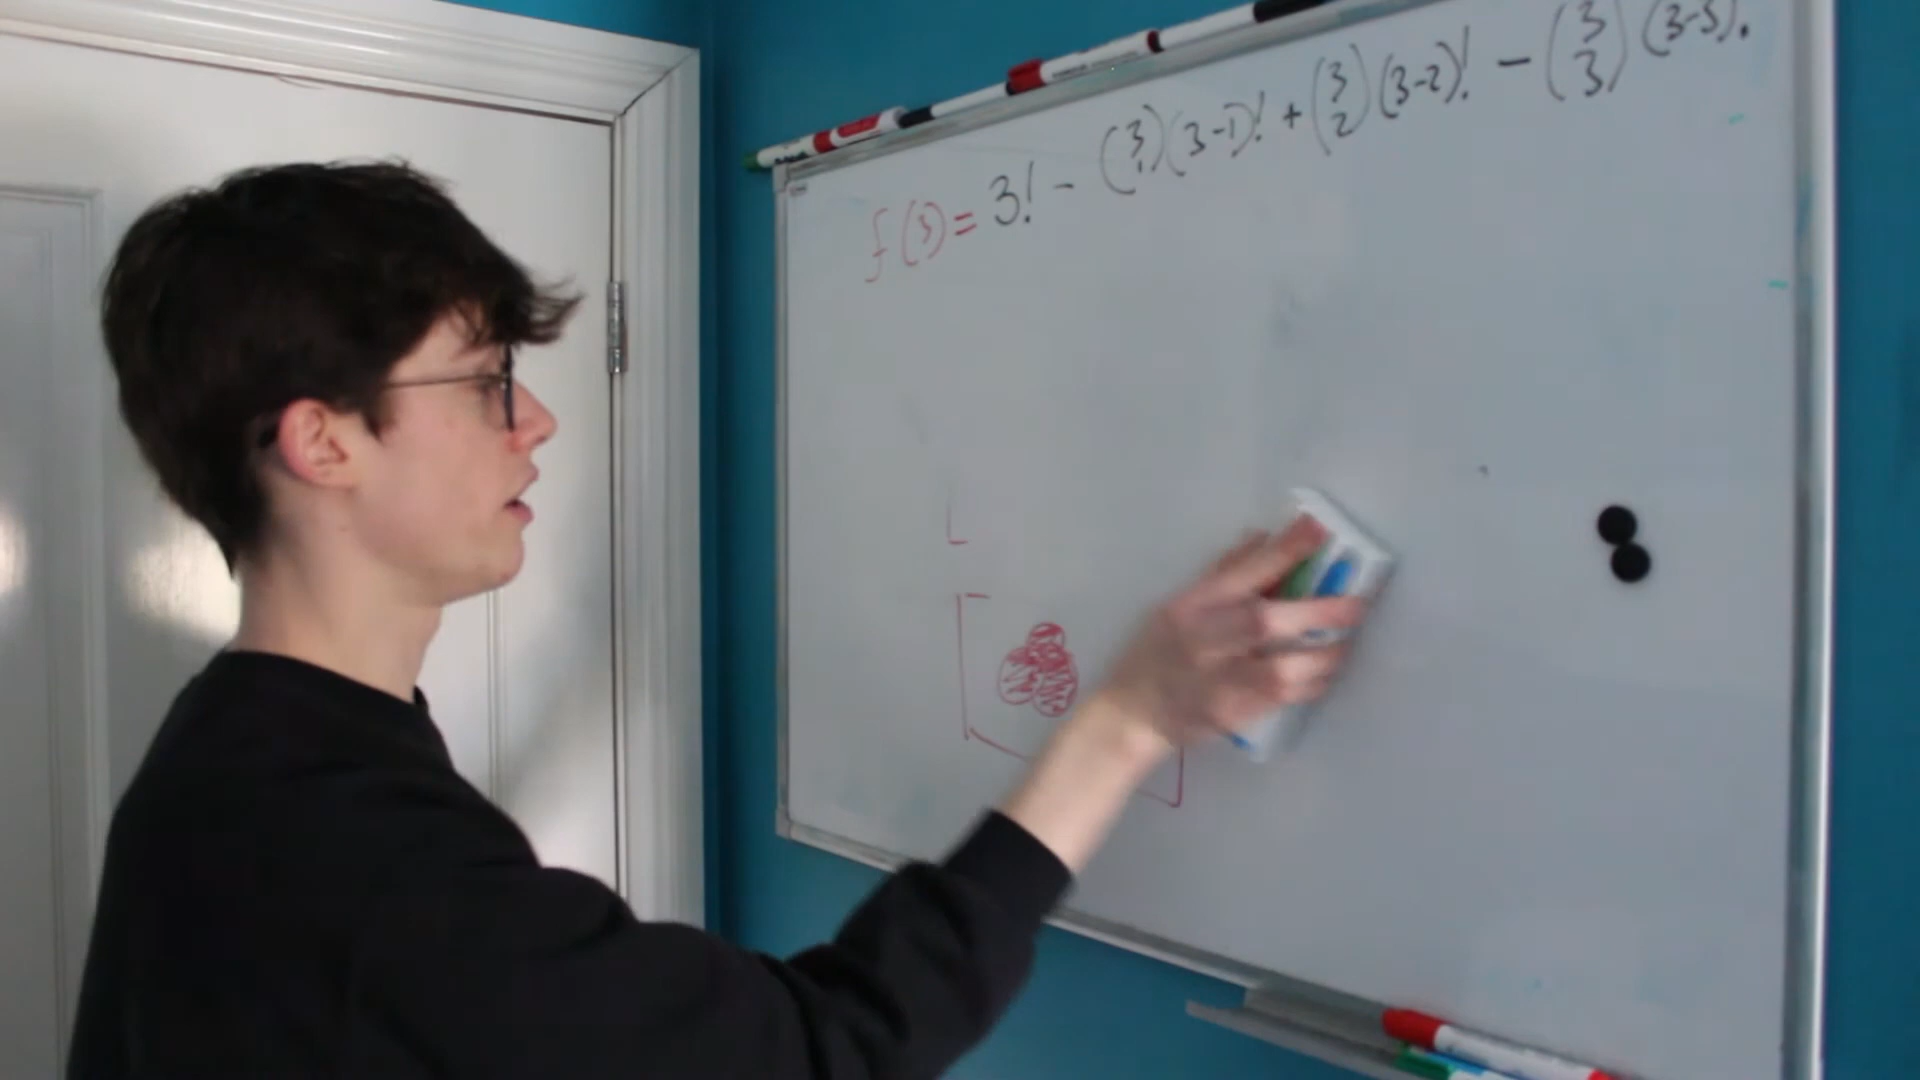 f(3) = 3! - (3 1)(3-1)! + (3 2)(3-2)! - (3 3)(3-3)!